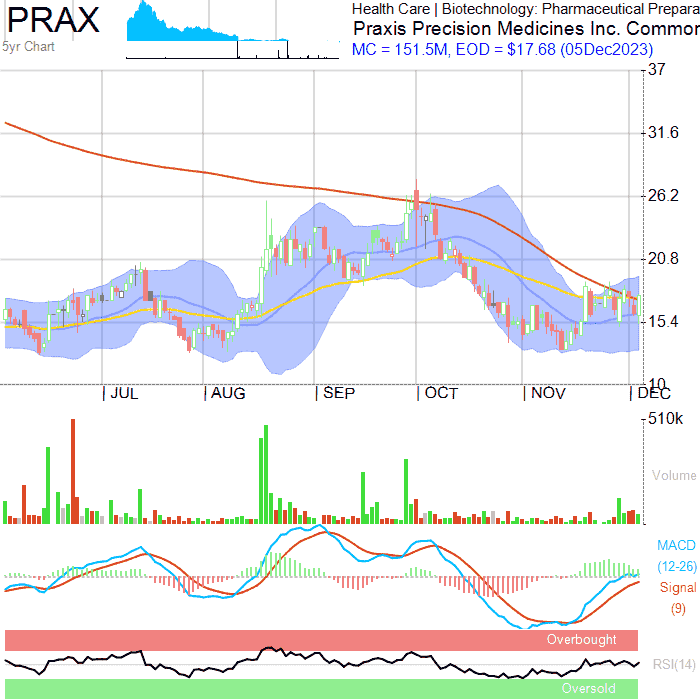 PRAX
5yr Chart
Health Care | Biotechnology: Pharmaceutical Prepara
Praxis Precision Medicines Inc. Common
MC = 151.5M, EOD = $17.68 (05Dec2023)
37
31.6
26.2
20.8
15.4
10
JUL AUG SEP OCT NOV DEC
510k
Volume
MACD
(12-26)
Signal
(9)
Overbought
RSI(14)
Oversold